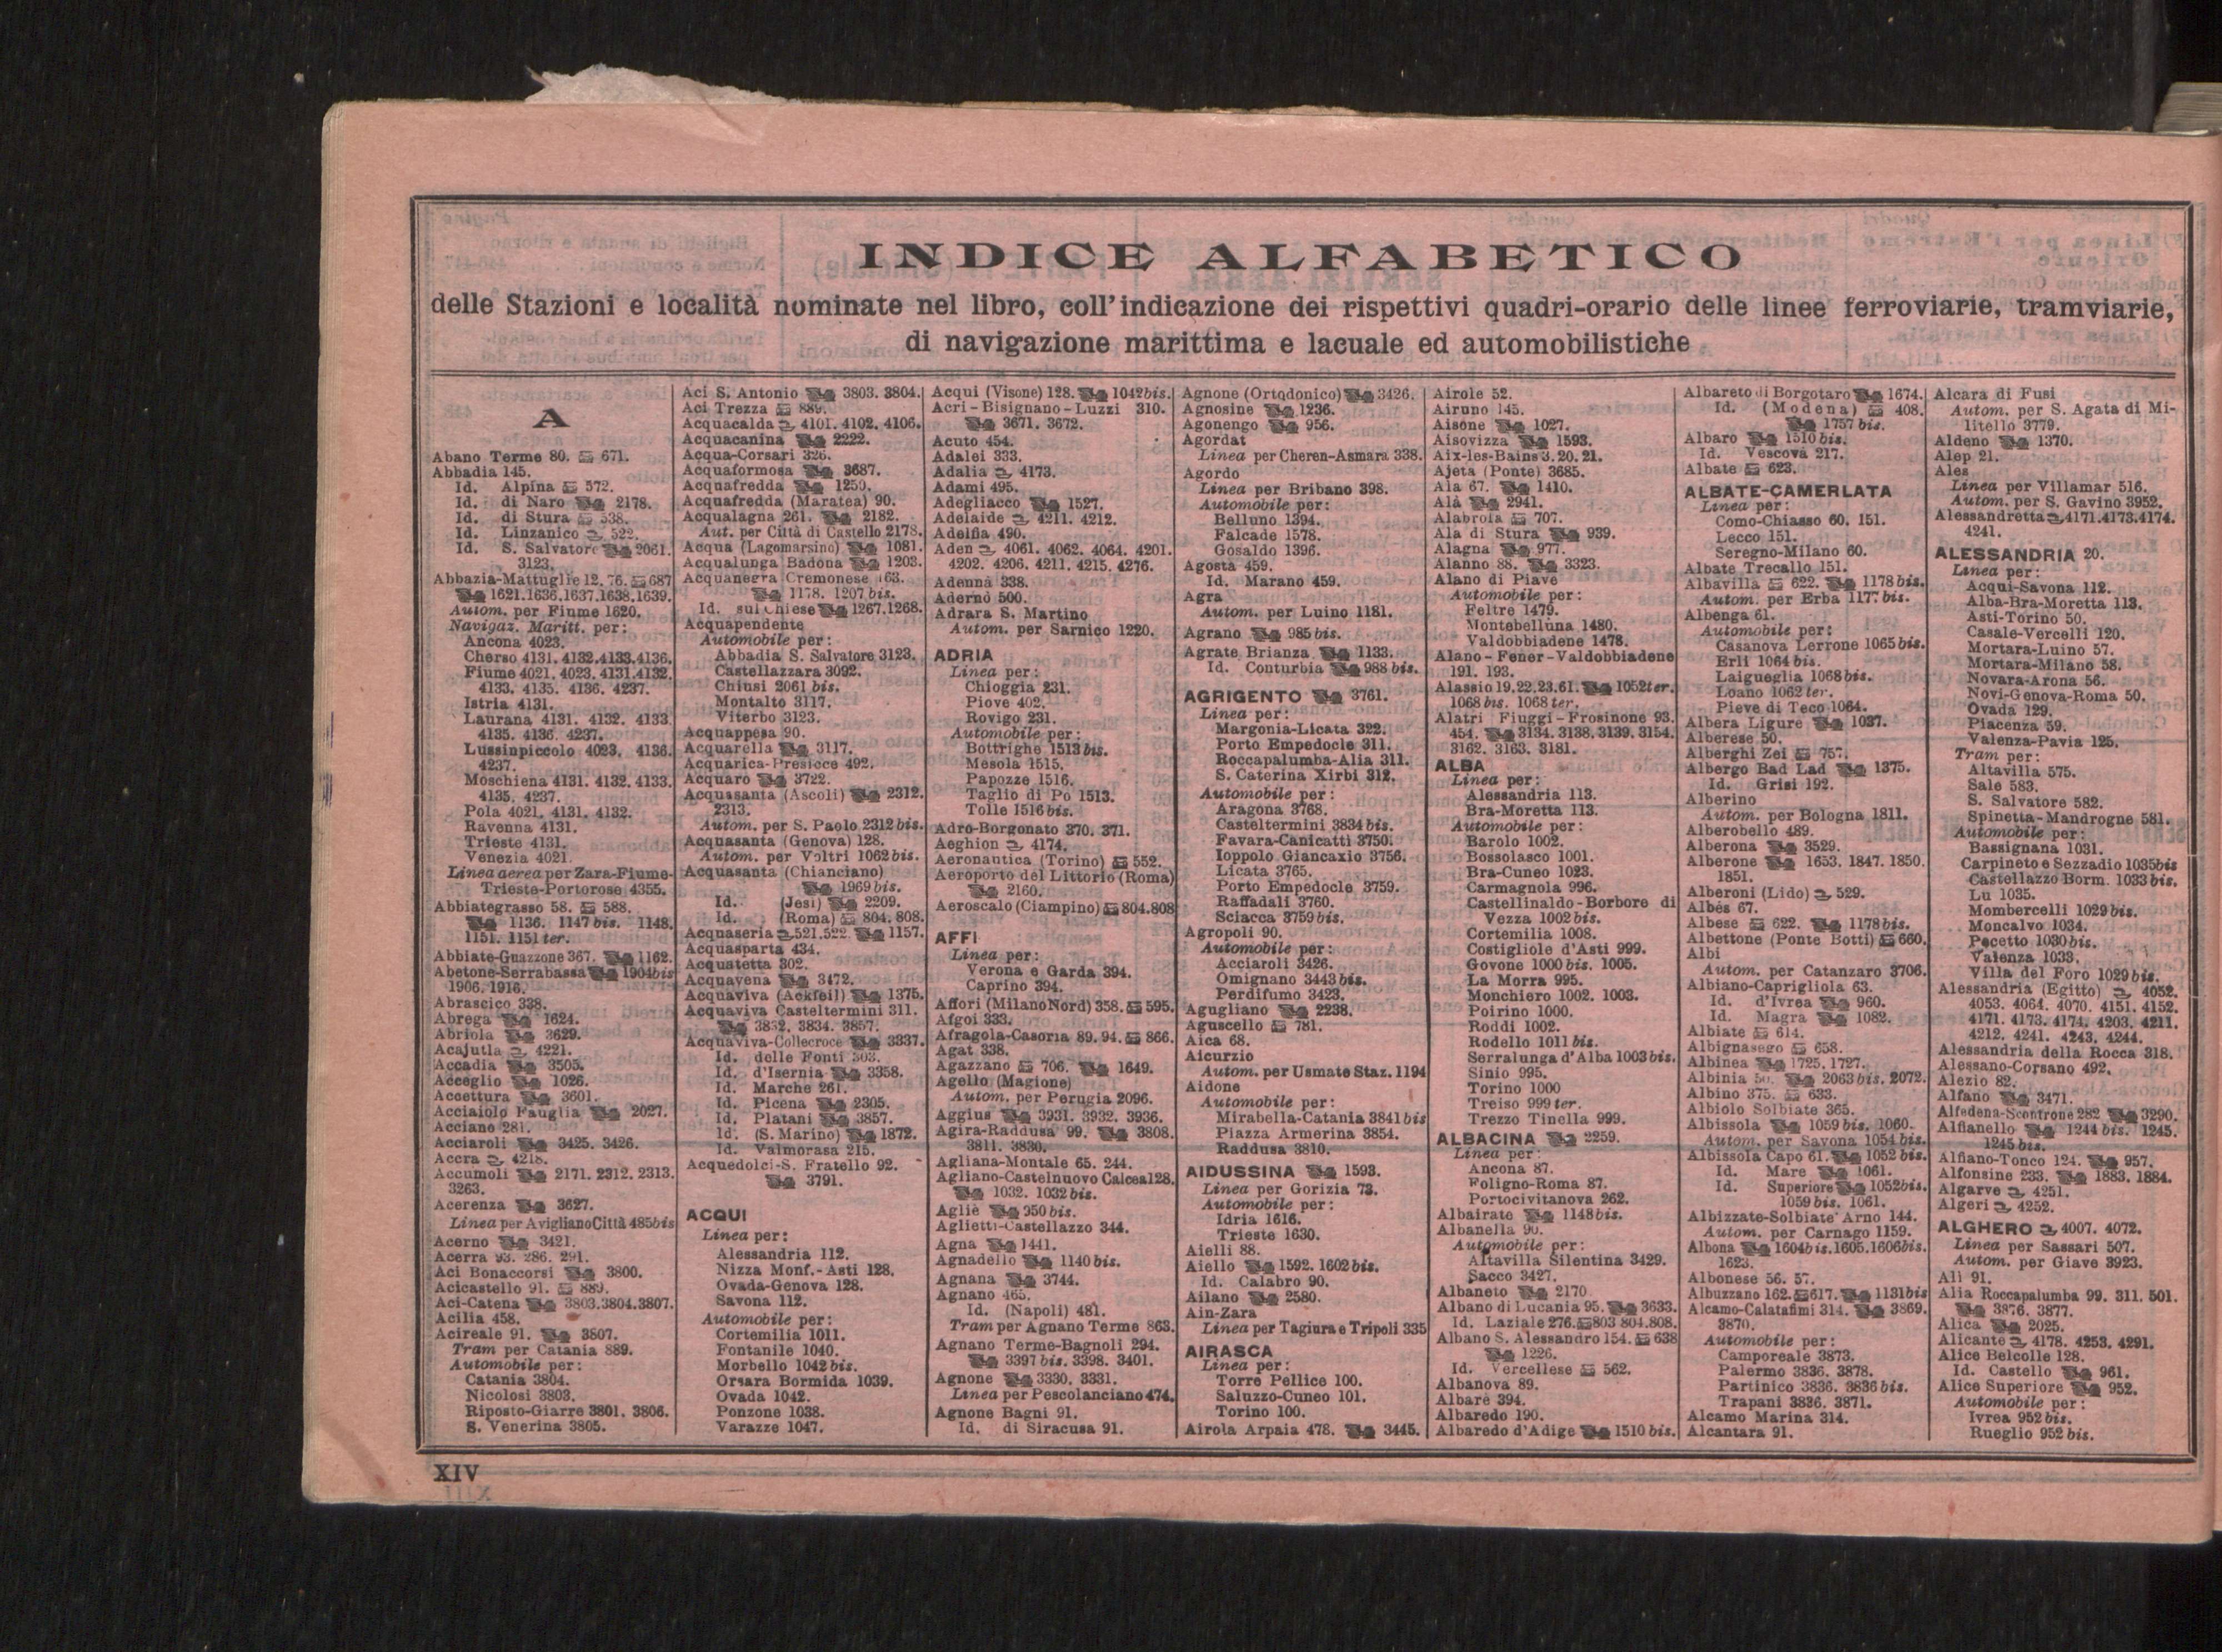 INDICE ALFABETICO
delle Stazioni e località nominate nel libro, coll'indicazione dei rispettivi quadri-orario delle linee ferroviarie, tramviarie,
di navigazione marittima e lacuale ed automobilistiche
A
Abano Terme 80. 671.
Abbadia 145.
Id. Alpina 572.
Id. di Naro 2178.
Id. di Stura 538.
Id. Linzanico 522.
Id. S. Salvatore 2061.
3123.
Abbazia-Mattuglie 12. 76. 687
1621. 1636. 1637. 1638. 1639.
Autom. per Fiume 1620.
Navigaz. Maritt. per:
Ancona 4023.
Cherso 4131. 4132. 4133. 4136.
Fiume 4021. 4023. 4131. 4132.
4133. 4135. 4136. 4237.
Istria 4131.
Laurana 4131. 4132. 4133.
4135. 4136. 4237.
Lussinpiccolo 4023. 4136.
4237.
Moschiena 4131. 4132. 4133.
4135. 4237.
Pola 4021. 4131. 4132.
Ravenna 4131.
Trieste 4131.
Venezia 4021.
Linea aerea per Zara-Fiume-
Trieste-Portorose 4355.
Abbiategrasso 58. 588.
1136. 1147 bis. 1148.
1151. 1151 ter.
Abbiate-Guazzone 367. 1162.
Abetone-Serrabassa 1904 bis
1906. 1916.
Abrascico 338.
Abrega 1624.
Abriola 3629.
Acajutla 4221.
Accadia 3505.
Acceglio 1026.
Accettura 3601.
Acciaiolo Fauglia 2027.
Acciano 281.
Acciaroli 3425. 3426.
Accra 4218.
Accumoli 2171. 2312. 2313.
3263.
Acerenza 3627.
Linea per Avigliano Città 485 bis
Acerno 3421.
Acerra 93. 286. 291.
Aci Bonaccorsi 3800.
Acicastello 91. 889.
Aci-Catena 3803. 3804. 3807.
Acilia 458.
Acireale 91. 3807.
Tram per Catania 889.
Automobile per:
Catania 3804.
Nicolosi 3803.
Riposto-Giarre 3801. 3806.
S. Venerina 3805.
Aci S. Antonio 3803. 3804.
Aci Trezza 889.
Acquacalda 4101. 4102. 4106.
Acquacanina 2222.
Acqua-Corsari 326.
Acquaformosa 3687.
Acquafredda 1250.
Acquafredda (Maratea) 90.
Acqualagna 261. 2182.
Aut. per Città di Castello 2178.
Acqua (Lagomarsino) 1081.
Acqualunga Badona 1203.
Acquanegra Cremonese 163.
1178. 1207 bis.
Id. sul Chiese 1267. 1268.
Acquapendente
Automobile per:
Abbadia S. Salvatore 3123.
Castellazzara 3092.
Chiusi 2061 bis.
Montalto 3117.
Viterbo 3123.
Acquappesa 90.
Acquarella 3117.
Acquarica-Presicce 492.
Acquaro 3722.
Acquasanta (Ascoli) 2312.
2313.
Autom. per S. Paolo 2312 bis.
Acquasanta (Genova) 128.
Autom. per Voltri 1062 bis.
Acquasanta (Chianciano)
1969 bis.
Id. (Jesi) 2209.
Id. (Roma) 804. 808.
Acquaseria 521. 522. 1157.
Acquasparta 434.
Acquatetta 302.
Acquavena 3472.
Acquaviva (Ackfeil) 1375.
Acquaviva Casteltermini 311.
3832. 3834. 3857.
Acquaviva-Collecroce 3337.
Id. delle Fonti 303.
Id. d'Isernia 3358.
Id. Marche 261.
Id. Picena 2305.
Id. Platani 3857.
Id. (S. Marino) 1872.
Id. Valmorasa 215.
Acquedolci-S. Fratello 92.
3791.
ACQUI
Linea per:
Alessandria 112.
Nizza Monf.-Asti 128.
Ovada-Genova 128.
Savona 112.
Automobile per:
Cortemilia 1011.
Fontanile 1040.
Morbello 1042 bis.
Orsara Bormida 1039.
Ovada 1042.
Ponzone 1038.
Varazze 1047.
Acqui (Visone) 128. 1042 bis.
Acri-Bisignano-Luzzi 310.
3671. 3672.
Acuto 454.
Adalei 333.
Adalia 4173.
Adami 495.
Adegliacco 1527.
Adelaide 4211. 4212.
Adelfia 490.
Aden 4061. 4062. 4064. 4201.
4202. 4206. 4211. 4215. 4276.
Adenna 338.
Aderno 500.
Adrara S. Martino
Autom. per Sarnico 1220.
ADRIA
Linea per:
Chioggia 231.
Piove 402.
Rovigo 231.
Automobile per:
Bottrighe 1513 bis.
Mesola 1515.
Papozze 1516.
Taglio di Po 1513.
Tolle 1516 bis.
Adro-Borgonato 370. 371.
Aeghion 4174.
Aeronautica (Torino) 552.
Aeroporto del Littorio (Roma)
2160.
Aeroscalo (Ciampino) 804. 808
AFFI
Linea per:
Verona e Garda 394.
Caprino 394.
Affori (Milano Nord) 358. 595.
Afgoi 333.
Afragola-Casoria 89. 94. 866.
Agat 338.
Agazzano 706. 1649.
Agello (Magione)
Autom. per Perugia 2096.
Aggius 3931. 3932. 3936.
Agira-Raddusa 99. 3808.
3811. 3830.
Agliana-Montale 65. 244.
Agliano-Castelnuovo Calcea 128.
1032. 1032 bis.
Agliè 950 bis.
Aglietti-Castellazzo 344.
Agna 1441.
Agnadello 1140 bis.
Agnana 3744.
Agnano 465.
Id. (Napoli) 481.
Tram per Agnano Terme 863.
Agnano Terme-Bagnoli 294.
3397 bis. 3398. 3401.
Agnone 3330. 3331.
Linea per Pescolanciano 474.
Agnone Bagni 91.
Id. di Siracusa 91.
Agnone (Ortodonico) 3426.
Agnosine 1236.
Agonengo 956.
Agordat
Linea per Cheren-Asmara 338.
Agordo
Linea per Bribano 398.
Automobile per:
Belluno 1394.
Falcade 1578.
Gosaldo 1396.
Agosta 459.
Id. Marano 459.
Agra
Autom. per Luino 1181.
Agrano 985 bis.
Agrate Brianza 1133.
Id. Conturbia 988 bis.
AGRIGENTO 3761.
Linea per:
Margonia-Licata 322.
Porto Empedocle 311.
Roccapalumba-Alia 311.
S. Caterina Xirbi 312.
Automobile per:
Aragona 3768.
Casteltermini 3834 bis.
Favara-Canicattì 3750.
Ioppolo Giancaxio 3756.
Licata 3765.
Porto Empedocle 3759.
Raffadali 3760.
Sciacca 3759 bis.
Agropoli 90.
Automobile per:
Acciaroli 3426.
Omignano 3443 bis.
Perdifumo 3423.
Agugliano 2238.
Aguscello 781.
Aica 68.
Aicurzio
Autom. per Usmate Staz. 1194
Aidone
Automobile per:
Mirabella-Catania 3841 bis
Piazza Armerina 3854.
Raddusa 3810.
AIDUSSINA 1593.
Linea per Gorizia 73.
Automobile per:
Idria 1616.
Trieste 1630.
Aielli 88.
Aiello 1592. 1602 bis.
Id. Calabro 90.
Ailano 2580.
Ain-Zara
Linea per Tagiura e Tripoli 335
AIRASCA
Linea per:
Torre Pellice 100.
Saluzzo-Cuneo 101.
Torino 100.
Airola Arpaia 478. 3445.
Airole 52.
Airuno 145.
Aisone 1027.
Aisovizza 1593.
Aix-les-Bains 3. 20. 21.
Ajeta (Ponte) 3685.
Ala 67. 1410.
Alà 2941.
Alabrola 707.
Ala di Stura 939.
Alagna 977.
Alanno 88. 3323.
Alano di Piave
Automobile per:
Feltre 1479.
Montebelluna 1480.
Valdobbiadene 1478.
Alano-Fener-Valdobbiadene
191. 193.
Alassio 19. 22. 23. 61. 1052 ter.
1068 bis. 1068 ter.
Alatri Fiuggi-Frosinone 93.
454. 3134. 3138. 3139. 3154.
3162. 3163. 3181.
ALBA
Linea per:
Alessandria 113.
Bra-Moretta 113.
Automobile per:
Barolo 1002.
Bossolasco 1001.
Bra-Cuneo 1023.
Carmagnola 996.
Castellinaldo-Borbore di
Vezza 1002 bis.
Cortemilia 1008.
Costigliole d'Asti 999.
Govone 1000 bis. 1005.
La Morra 995.
Monchiero 1002. 1003.
Poirino 1000.
Roddi 1002.
Rodello 1011 bis.
Serralunga d'Alba 1003 bis.
Sinio 995.
Torino 1000
Treiso 999 ter.
Trezzo Tinella 999.
ALBACINA 2259.
Linea per:
Ancona 87.
Foligno-Roma 87.
Portocivitanova 262.
Albairate 1148 bis.
Albanella 90.
Automobile per:
Altavilla Silentina 3429.
Sacco 3427.
Albaneto 2170
Albano di Lucania 95. 3633.
Id. Laziale 276. 803 804. 808.
Albano S. Alessandro 154. 638
1226.
Id. Vercellese 562.
Albanova 89.
Albare 394.
Albaredo 190.
Albaredo d'Adige 1510 bis.
Albareto di Borgotaro 1674.
Id. (Modena) 408.
1757 bis.
Albaro 1510 bis.
Id. Vescovà 217.
Albate 623.
ALBATE-CAMERLATA
Linea per:
Como-Chiasso 60. 151.
Lecco 151.
Seregno-Milano 60.
Albate Trecallo 151.
Albavilla 622. 1178 bis.
Autom. per Erba 1177 bis.
Albenga 61.
Automobile per:
Casanova Lerrone 1065 bis.
Erli 1064 bis.
Laigueglia 1068 bis.
Loano 1062 ter.
Pieve di Teco 1064.
Albera Ligure 1037.
Alberese 50.
Alberghi Zei 757.
Albergo Bad Lad 1375.
Id. Grisi 192.
Alberino
Autom. per Bologna 1811.
Alberobello 489.
Alberona 3529.
Alberone 1653. 1847. 1850.
1851.
Alberoni (Lido) 529.
Albés 67.
Albese 622. 1178 bis.
Albettone (Ponte Botti) 660.
Albi
Autom. per Catanzaro 3706.
Albiano-Caprigliola 63.
Id. d'Ivrea 960.
Id. Magra 1082.
Albiate 614.
Albignasego 658.
Albinea 1725. 1727.
Albinia 50. 2063 bis. 2072.
Albino 375. 633.
Albiolo Solbiate 365.
Albissola 1059 bis. 1060.
Autom. per Savona 1054 bis.
Albissola Capo 61. 1052 bis.
Id. Mare 1061.
Id. Superiore 1052 bis.
1059 bis. 1061.
Albizzate-Solbiate Arno 144.
Autom. per Carnago 1159.
Albona 1604 bis. 1605. 1606 bis.
1623.
Albonese 56. 57.
Albuzzano 162. 617. 1131 bis
Alcamo-Calatafimi 314. 3869.
3870.
Automobile per:
Camporeale 3873.
Palermo 3836. 3878.
Partinico 3836. 3836 bis.
Trapani 3836. 3871.
Alcamo Marina 314.
Alcantara 91.
Alcara di Fusi
Autom. per S. Agata di Mi-
litello 3779.
Aldeno 1370.
Alep 21.
Ales
Linea per Villamar 516.
Autom. per S. Gavino 3952.
Alessandretta 4171. 4173. 4174.
4241.
ALESSANDRIA 20.
Linea per:
Acqui-Savona 112.
Alba-Bra-Moretta 113.
Asti-Torino 50.
Casale-Vercelli 120.
Mortara-Luino 57.
Mortara-Milano 58.
Novara-Arona 56.
Novi-Genova-Roma 50.
Ovada 129.
Piacenza 59.
Valenza-Pavia 125.
Tram per:
Altavilla 575.
Sale 583.
S. Salvatore 582.
Spinetta-Mandrogne 581.
Automobile per:
Bassignana 1031.
Carpineto e Sezzadio 1035 bis
Castellazzo Borm. 1033 bis.
Lu 1035.
Mombercelli 1029 bis.
Moncalvo 1034.
Pecetto 1030 bis.
Valenza 1033.
Villa del Foro 1029 bis.
Alessandria (Egitto) 4052.
4053. 4064. 4070. 4151. 4152.
4171. 4173. 4174. 4203. 4211.
4212. 4241. 4243. 4244.
Alessandria della Rocca 318.
Alessano-Corsano 492.
Alezio 82.
Alfano 3471.
Alfedena-Scontrone 282 3290.
Alfianello 1244 bis. 1245.
1245 bis.
Alfiano-Tonco 124. 957.
Alfonsine 233. 1883. 1884.
Algarve 4251.
Algeri 4252.
ALGHERO 4007. 4072.
Linea per Sassari 507.
Autom. per Giave 3923.
Alì 91.
Alia Roccapalumba 99. 311. 501.
3876. 3877.
Alica 2025.
Alicante 4178. 4253. 4291.
Alice Belcolle 128.
Id. Castello 961.
Alice Superiore 952.
Automobile per:
Ivrea 952 bis.
Rueglio 952 bis.
XIV